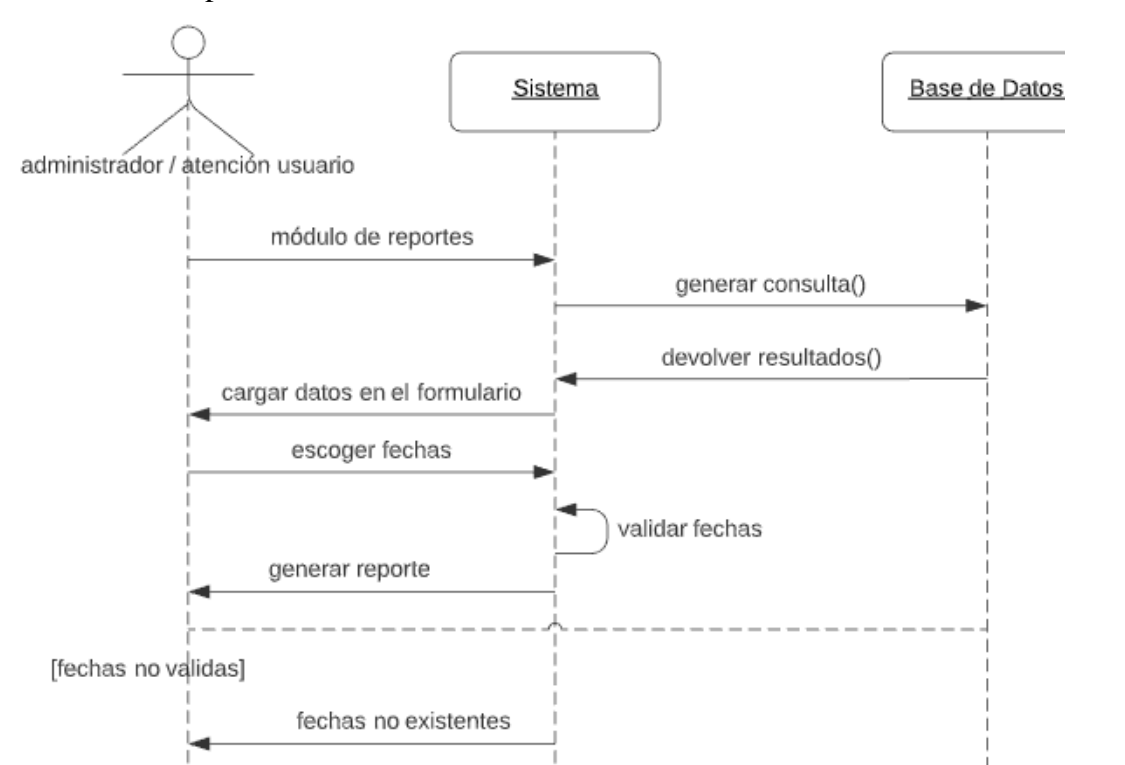 Sistema
Base de Datos
administrador / atención usuario
módulo de reportes
generar consulta()
devolver resultados()
cargar datos en el formulario
escoger fechas
validar fechas
generar reporte
[fechas no validas]
fechas no existentes